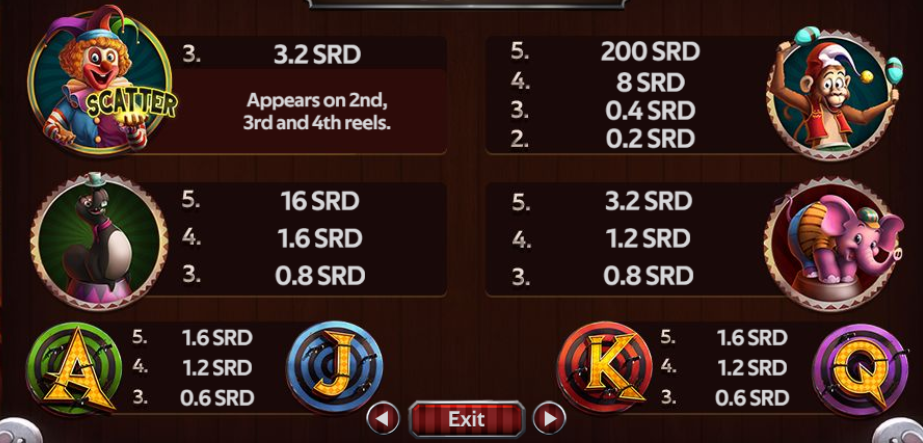 SCATTER
3. 3.2 SRD
Appears on 2nd,
3rd and 4th reels.
5. 200 SRD
4. 8 SRD
3. 0.4 SRD
2. 0.2 SRD
5. 16 SRD
4. 1.6 SRD
3. 0.8 SRD
5. 3.2 SRD
4. 1.2 SRD
3. 0.8 SRD
A
5. 1.6 SRD
4. 1.2 SRD
3. 0.6 SRD
J
K
5. 1.6 SRD
4. 1.2 SRD
3. 0.6 SRD
Q
Exit